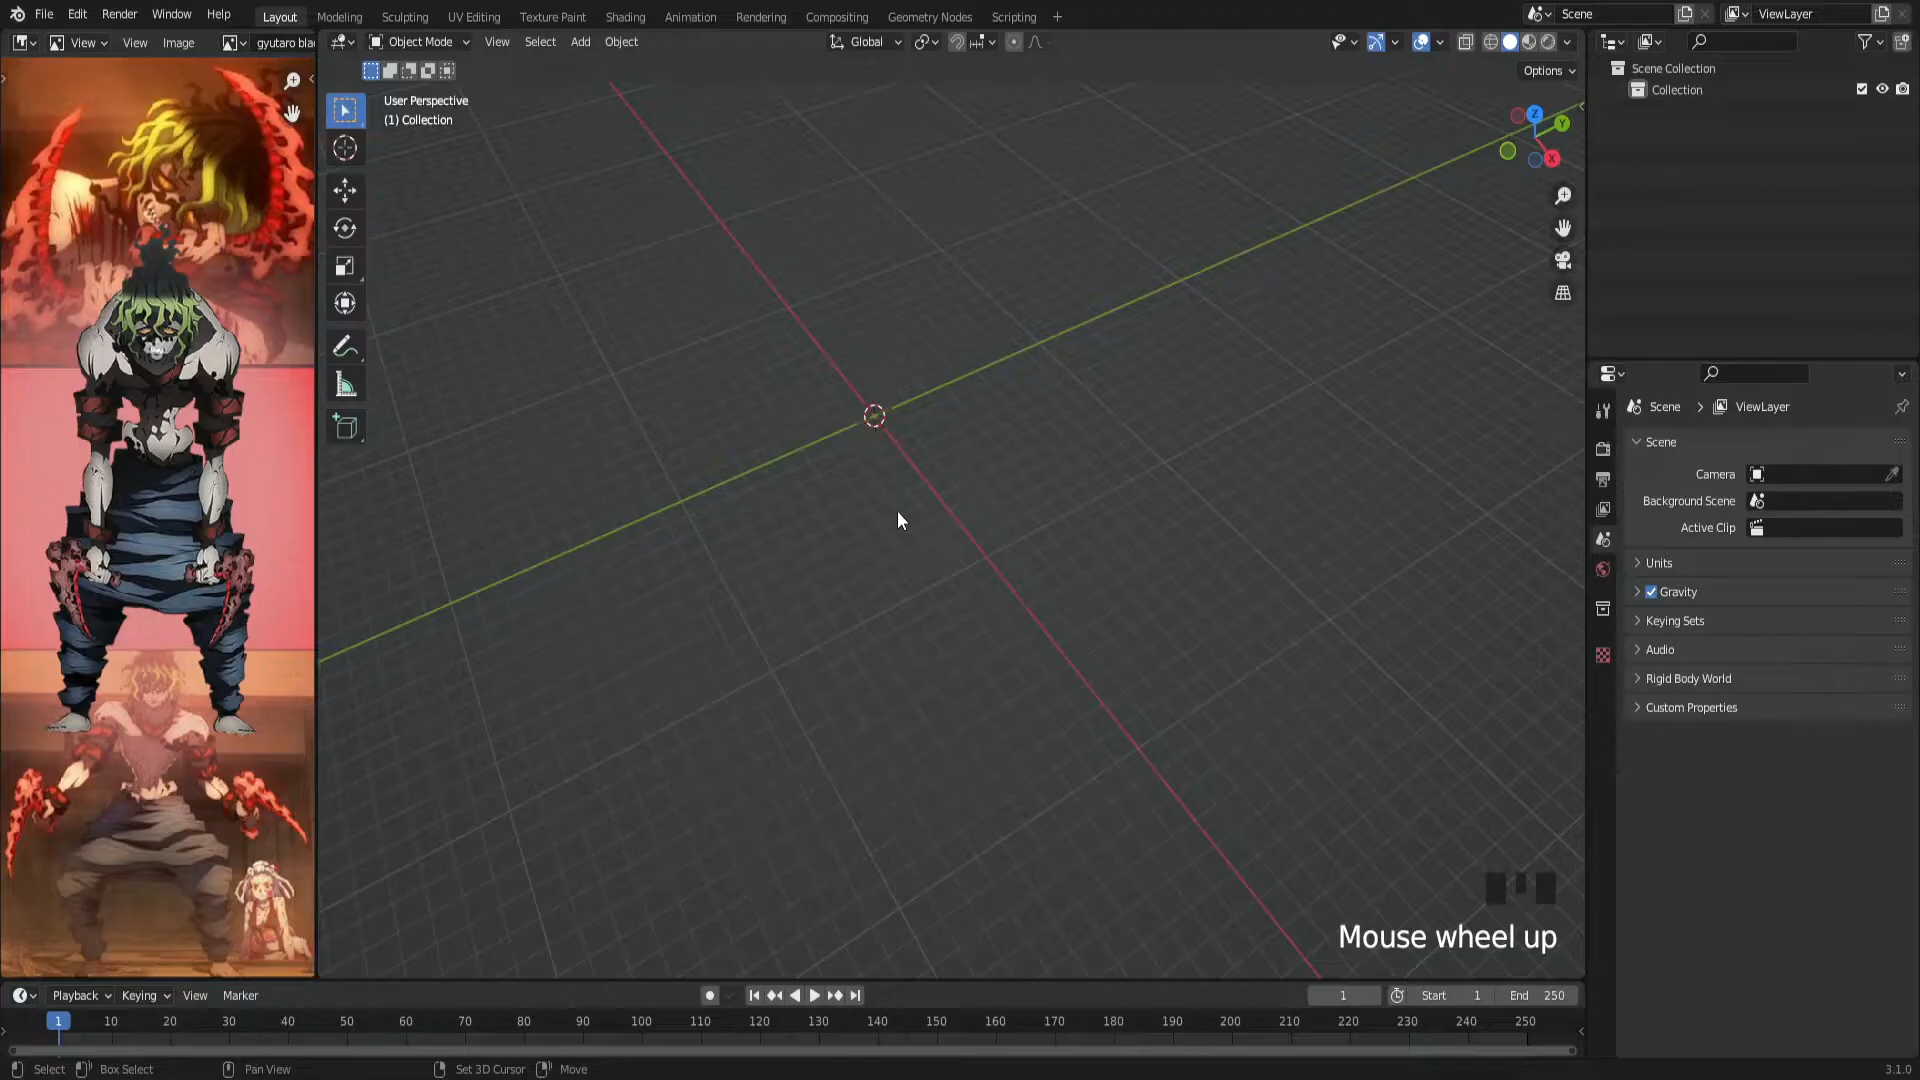 File Edit Render Window Help
Layout Modeling Sculpting UV Editing Texture Paint Shading Animation Rendering Compositing Geometry Nodes Scripting +
Scene
ViewLayer
View View Image gyutaro blac
Object Mode View Select Add Object
Global
Options
User Perspective
(1) Collection
Z
Y
X
Scene Collection
Collection
Scene > ViewLayer
Scene
Camera
Background Scene
Active Clip
Units
Gravity
Keying Sets
Audio
Rigid Body World
Custom Properties
Mouse wheel up
Playback Keying View Marker
1 Start 1 End 250
1 10 20 30 40 50 60 70 80 90 100 110 120 130 140 150 160 170 180 190 200 210 220 230 240 250
Select Box Select Pan View Set 3D Cursor Move
3.1.0